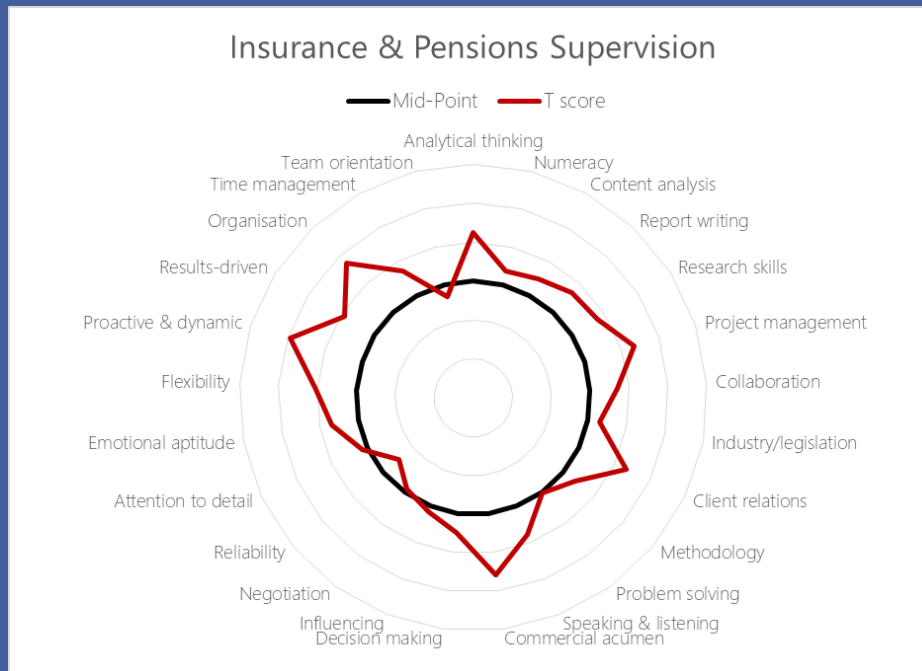 Insurance & Pensions Supervision
Mid-Point
T score
Analytical thinking
Numeracy
Content analysis
Report writing
Research skills
Project management
Collaboration
Industry/legislation
Client relations
Methodology
Problem solving
Speaking & listening
Commercial acumen
Decision making
Influencing
Negotiation
Reliability
Attention to detail
Emotional aptitude
Flexibility
Proactive & dynamic
Results-driven
Organisation
Time management
Team orientation